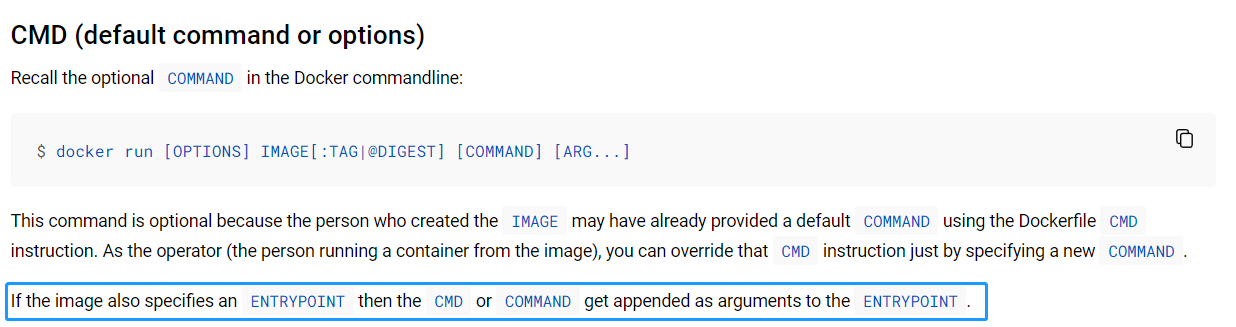 CMD (default command or options)
Recall the optional COMMAND in the Docker commandline:
$ docker run [OPTIONS] IMAGE[:TAG|@DIGEST] [COMMAND] [ARG...]
This command is optional because the person who created the IMAGE may have already provided a default COMMAND using the Dockerfile CMD
instruction. As the operator (the person running a container from the image), you can override that CMD instruction just by specifying a new COMMAND .
If the image also specifies an ENTRYPOINT then the CMD or COMMAND get appended as arguments to the ENTRYPOINT .